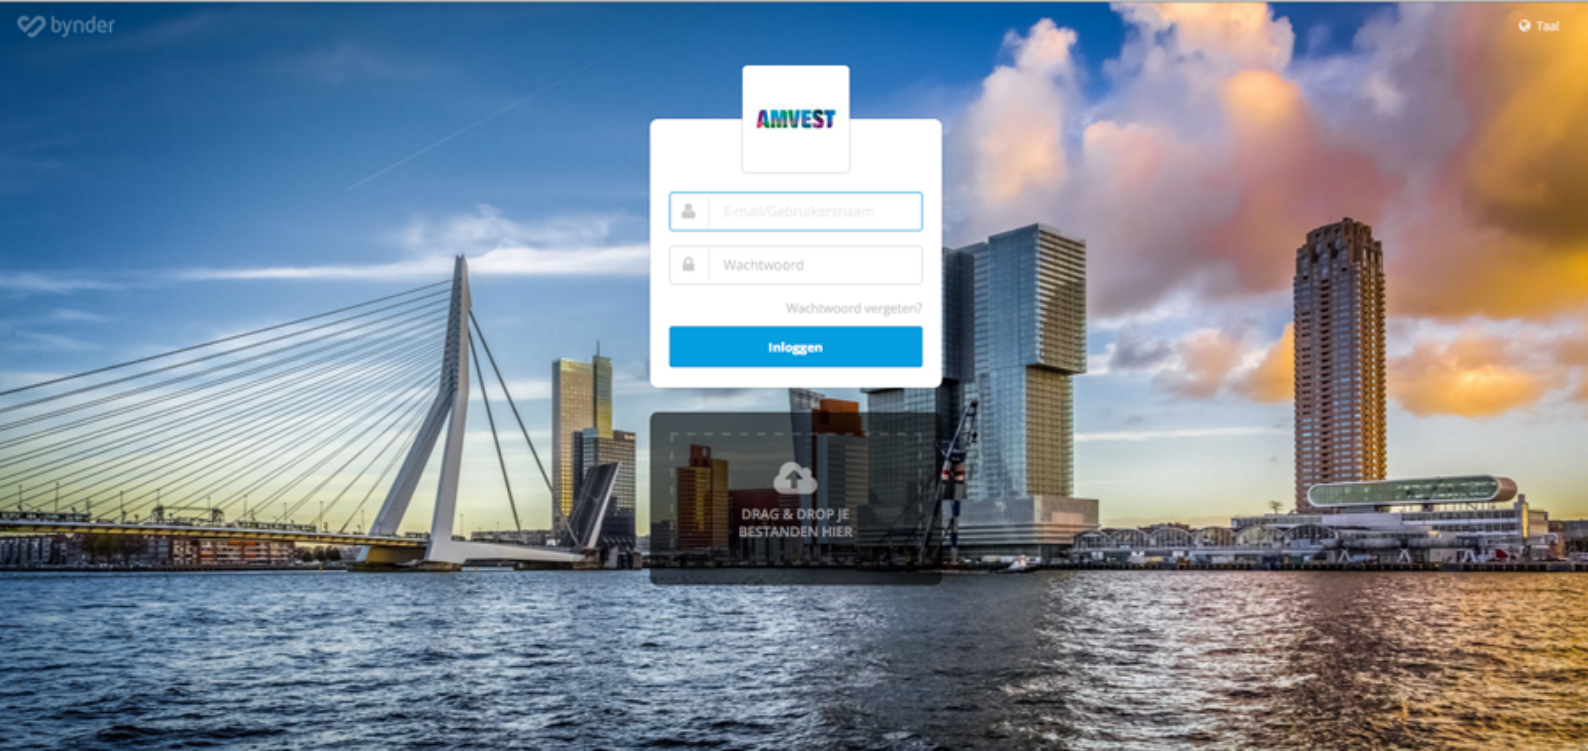 bynder
Taal
AMVEST
E-mail/Gebruikersnaam
Wachtwoord
Wachtwoord vergeten?
Inloggen
DRAG & DROP JE
BESTANDEN HIER